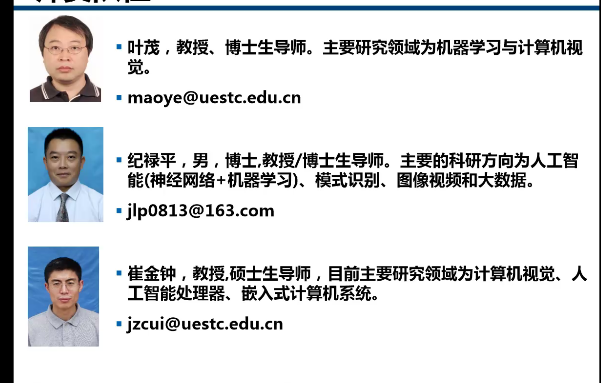 叶茂，教授、博士生导师。主要研究领域为机器学习与计算机视
觉。
maoye@uestc.edu.cn
纪禄平，男，博士,教授/博士生导师。主要的科研方向为人工智
能(神经网络+机器学习)、模式识别、图像视频和大数据。
jlp0813@163.com
崔金钟，教授,硕士生导师，目前主要研究领域为计算机视觉、人
工智能处理器、嵌入式计算机系统。
jzcui@uestc.edu.cn